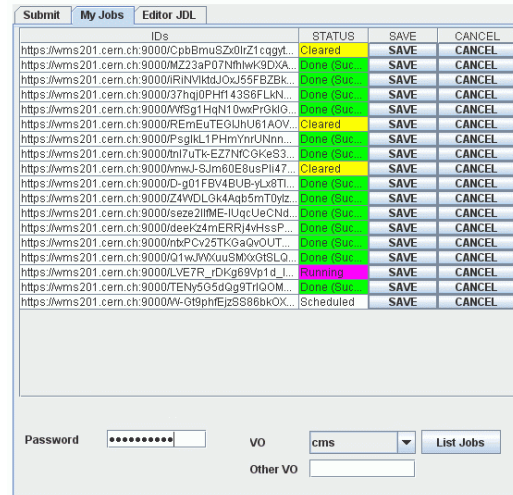 Submit My Jobs Editor JDL
IDs STATUS SAVE CANCEL
https://wms201.cern.ch:9000/CpbBmuSZx0IrZ1cqgyt... Cleared SAVE CANCEL
https://wms201.cern.ch:9000/MZ23aP07NfhIwK9DXA... Done (Suc... SAVE CANCEL
https://wms201.cern.ch:9000/iRiNVlktdJOxJ55FBZBk... Done (Suc... SAVE CANCEL
https://wms201.cern.ch:9000/37hqj0PHf143S6FLkN... Done (Suc... SAVE CANCEL
https://wms201.cern.ch:9000/WfSg1HqN10wxPrGkIG... Done (Suc... SAVE CANCEL
https://wms201.cern.ch:9000/REmEuTEGIJhU61AOV... Cleared SAVE CANCEL
https://wms201.cern.ch:9000/PsglkL1PHmYnrUNnn... Done (Suc... SAVE CANCEL
https://wms201.cern.ch:9000/tnl7uTk-EZ7NfCGKeS3... Done (Suc... SAVE CANCEL
https://wms201.cern.ch:9000/vnwJ-SJm60E8usPli47... Cleared SAVE CANCEL
https://wms201.cern.ch:9000/D-g01FBV4BUB-yLx8Tl... Done (Suc... SAVE CANCEL
https://wms201.cern.ch:9000/Z4WDLGk4Aqb5mT0ylz... Done (Suc... SAVE CANCEL
https://wms201.cern.ch:9000/seze2IlfME-IUqcUeCNd... Done (Suc... SAVE CANCEL
https://wms201.cern.ch:9000/deeKz4mERRj4vHssP... Done (Suc... SAVE CANCEL
https://wms201.cern.ch:9000/ntxPCv25TKGaQvOUT... Done (Suc... SAVE CANCEL
https://wms201.cern.ch:9000/Q1wJWXuuSMXxGtSLQ... Done (Suc... SAVE CANCEL
https://wms201.cern.ch:9000/LVE7R_rDKg69Vp1d_I... Running SAVE CANCEL
https://wms201.cern.ch:9000/TENy5G5dQg9TrIQOM... Done (Suc... SAVE CANCEL
https://wms201.cern.ch:9000/W-Gt9phfEjzSS86bkOX... Scheduled SAVE CANCEL
Password VO cms List Jobs
Other VO